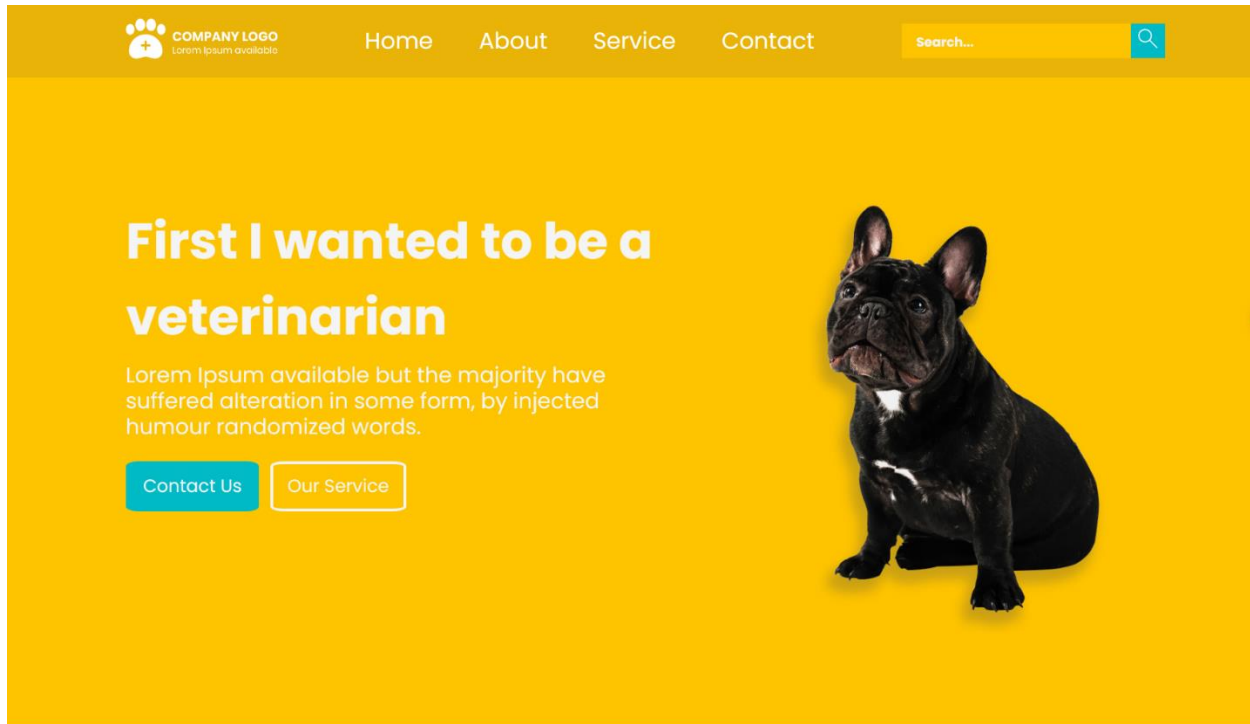 COMPANY LOGO
Lorem Ipsum available
Home
About
Service
Contact
Search...
First I wanted to be a
veterinarian
Lorem Ipsum available but the majority have
suffered alteration in some form, by injected
humour randomized words.
Contact Us
Our Service